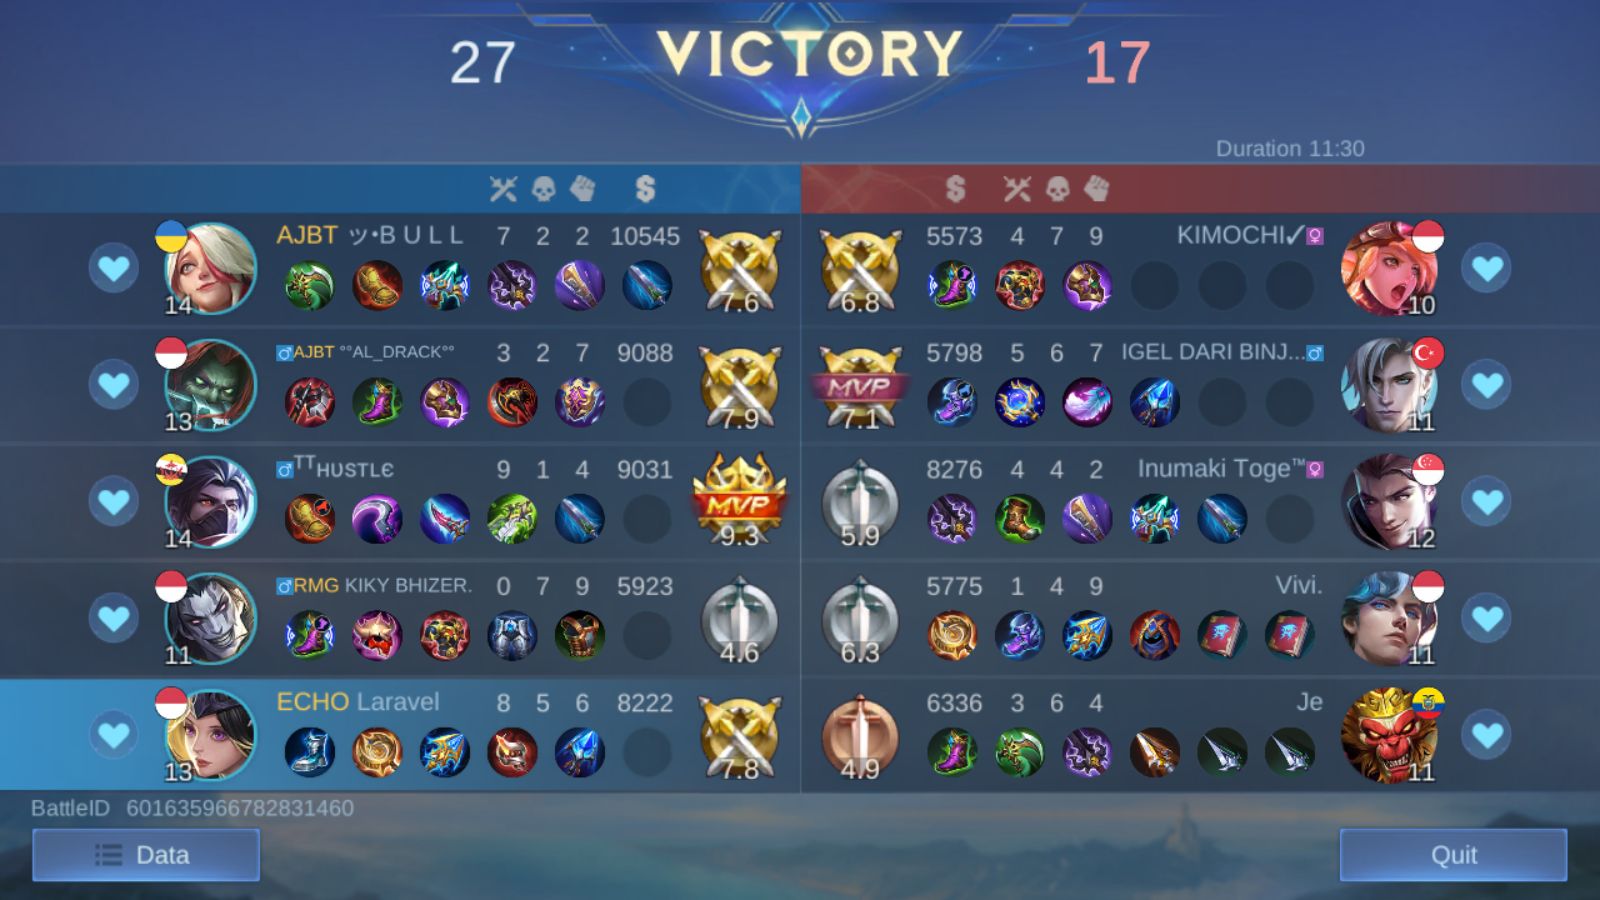 27 VICTORY 17
Duration 11:30
AJBT ツ•B U L L 7 2 2 10545
14 7.6
6.8 5573 4 7 9 KIMOCHI✓♀
10
♂AJBT °°AL_DRACK°° 3 2 7 9088
13 7.9
MVP 7.1 5798 5 6 7 IGEL DARI BINJ...♂
11
♂TTHUSTLЄ 9 1 4 9031
14 MVP 9.3
5.9 8276 4 4 2 Inumaki Toge™♀
12
♂RMG KIKY BHIZER. 0 7 9 5923
11 4.6
6.3 5775 1 4 9 Vivi.
11
ECHO Laravel 8 5 6 8222
13 7.8
4.9 6336 3 6 4 Je
11
BattleID 601635966782831460
Data
Quit